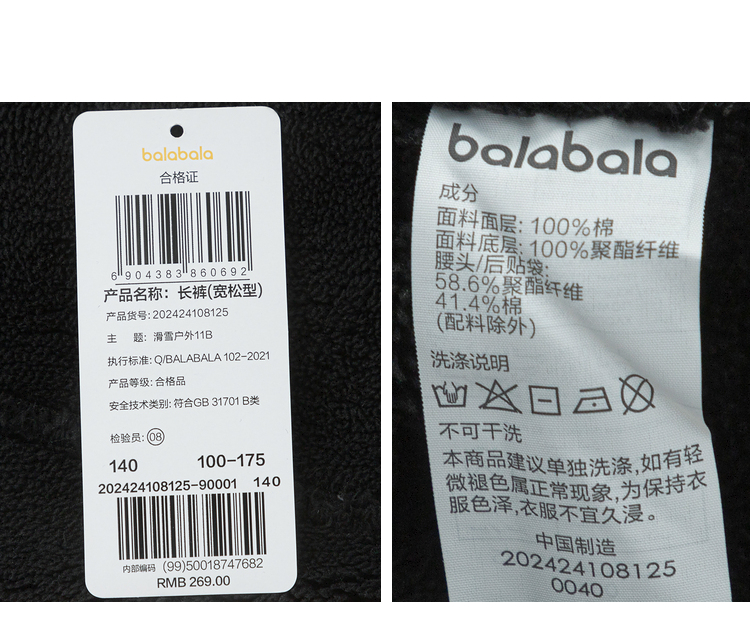 balabala
合格证
6 904383 860692
产品名称: 长裤(宽松型)
产品货号: 202424108125
主 题: 滑雪户外11B
执行标准: Q/BALABALA 102-2021
产品等级: 合格品
安全技术类别: 符合GB 31701 B类
检验员: 08
140 100-175
202424108125-90001 140
内部编码 (99)50018747682
RMB 269.00
balabala
成分
面料面层: 100%棉
面料底层: 100%聚酯纤维
腰头/后贴袋:
58.6%聚酯纤维
41.4%棉
(配料除外)
洗涤说明
不可干洗
本商品建议单独洗涤,如有轻
微褪色属正常现象,为保持衣
服色泽,衣服不宜久浸。
中国制造
202424108125
0040